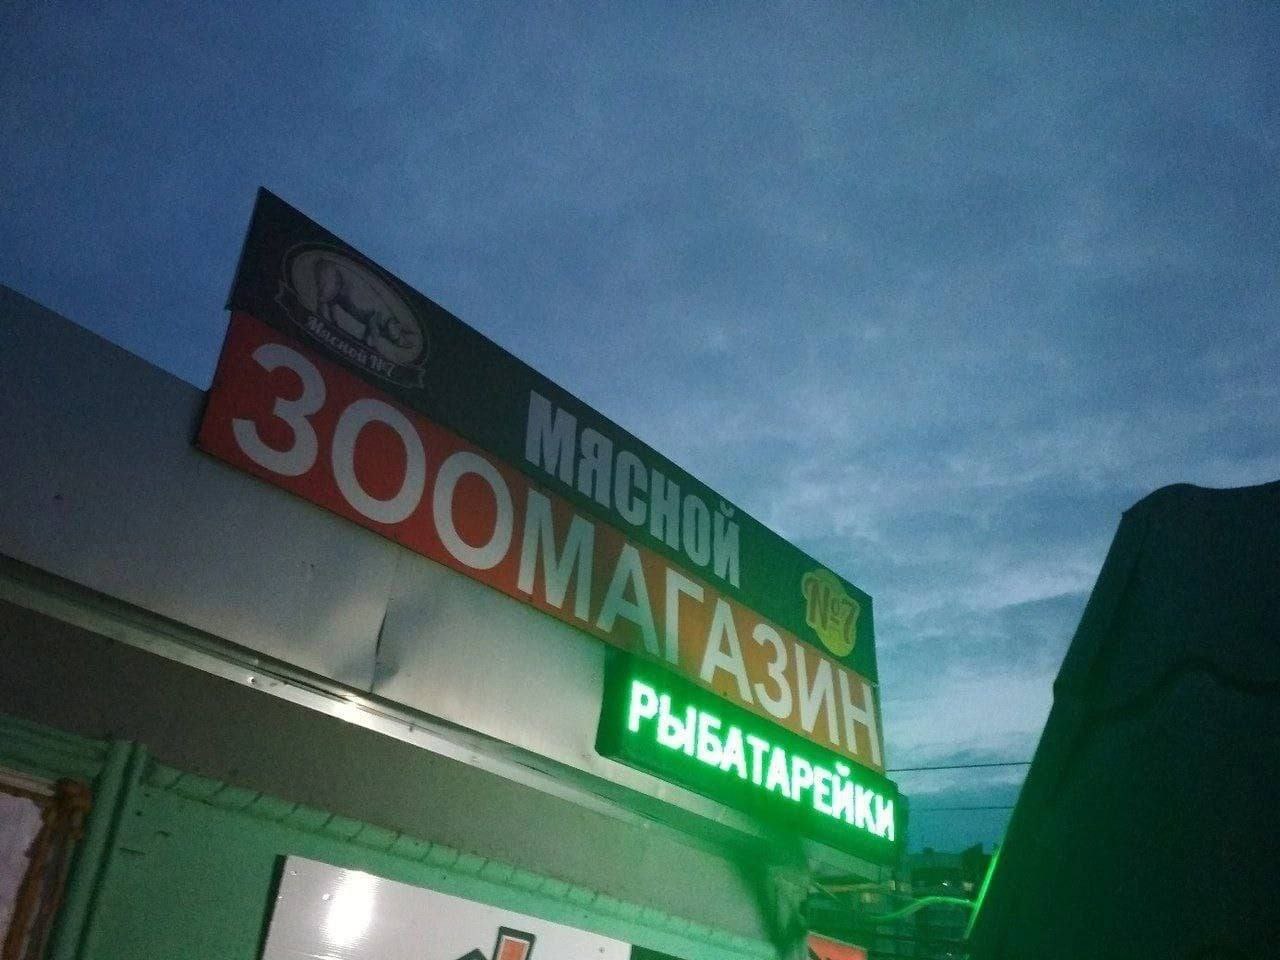 Мясной №7
МЯСНОЙ
№7
ЗООМАГАЗИН
РЫБАТАРЕЙКИ